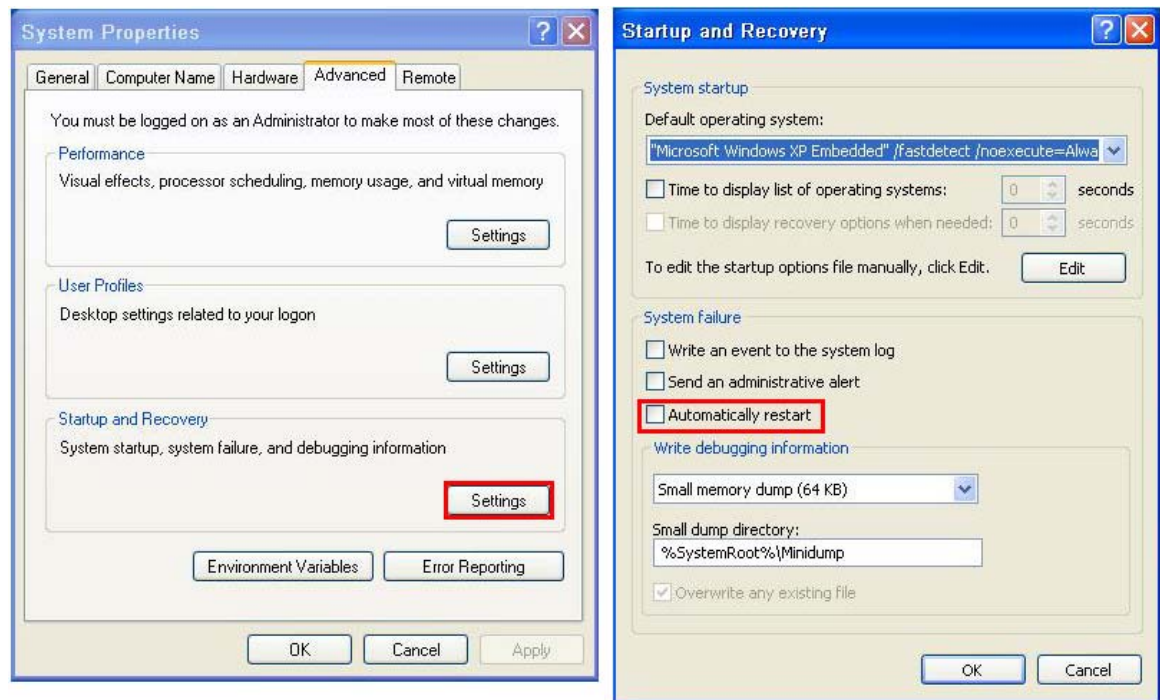 System Properties
General Computer Name Hardware Advanced Remote
You must be logged on as an Administrator to make most of these changes.
Performance
Visual effects, processor scheduling, memory usage, and virtual memory
Settings
User Profiles
Desktop settings related to your logon
Settings
Startup and Recovery
System startup, system failure, and debugging information
Settings
Environment Variables Error Reporting
OK Cancel Apply
Startup and Recovery
System startup
Default operating system:
"Microsoft Windows XP Embedded" /fastdetect /noexecute=Alwa
Time to display list of operating systems: 0 seconds
Time to display recovery options when needed: 0 seconds
To edit the startup options file manually, click Edit. Edit
System failure
Write an event to the system log
Send an administrative alert
Automatically restart
Write debugging information
Small memory dump (64 KB)
Small dump directory:
%SystemRoot%\Minidump
Overwrite any existing file
OK Cancel